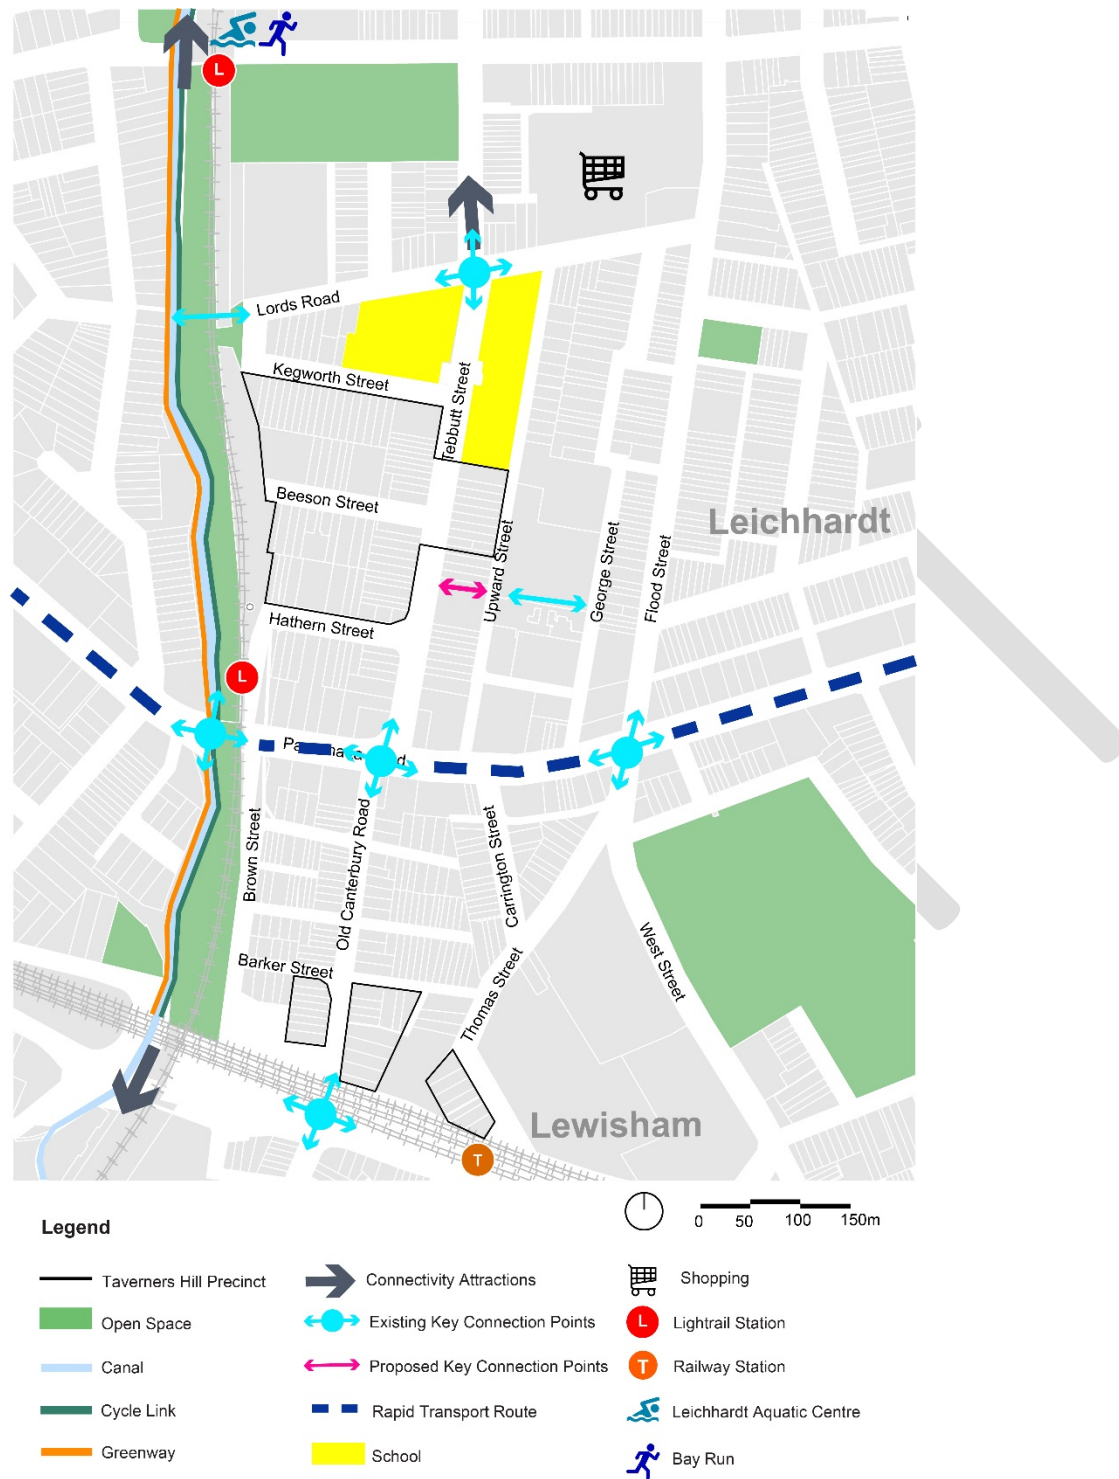 L
Lords Road
Kegworth Street
Tebbutt Street
Beeson Street
Leichhardt
Upward Street
George Street
Flood Street
Hathern Street
L
Brown Street
Old Canterbury Road
Carrington Street
West Street
Barker Street
Thomas Street
Lewisham
T
Legend
0 50 100 150m
Taverners Hill Precinct
Connectivity Attractions
Shopping
Open Space
Existing Key Connection Points
L Lightrail Station
Canal
Proposed Key Connection Points
T Railway Station
Cycle Link
Rapid Transport Route
Leichhardt Aquatic Centre
Greenway
School
Bay Run